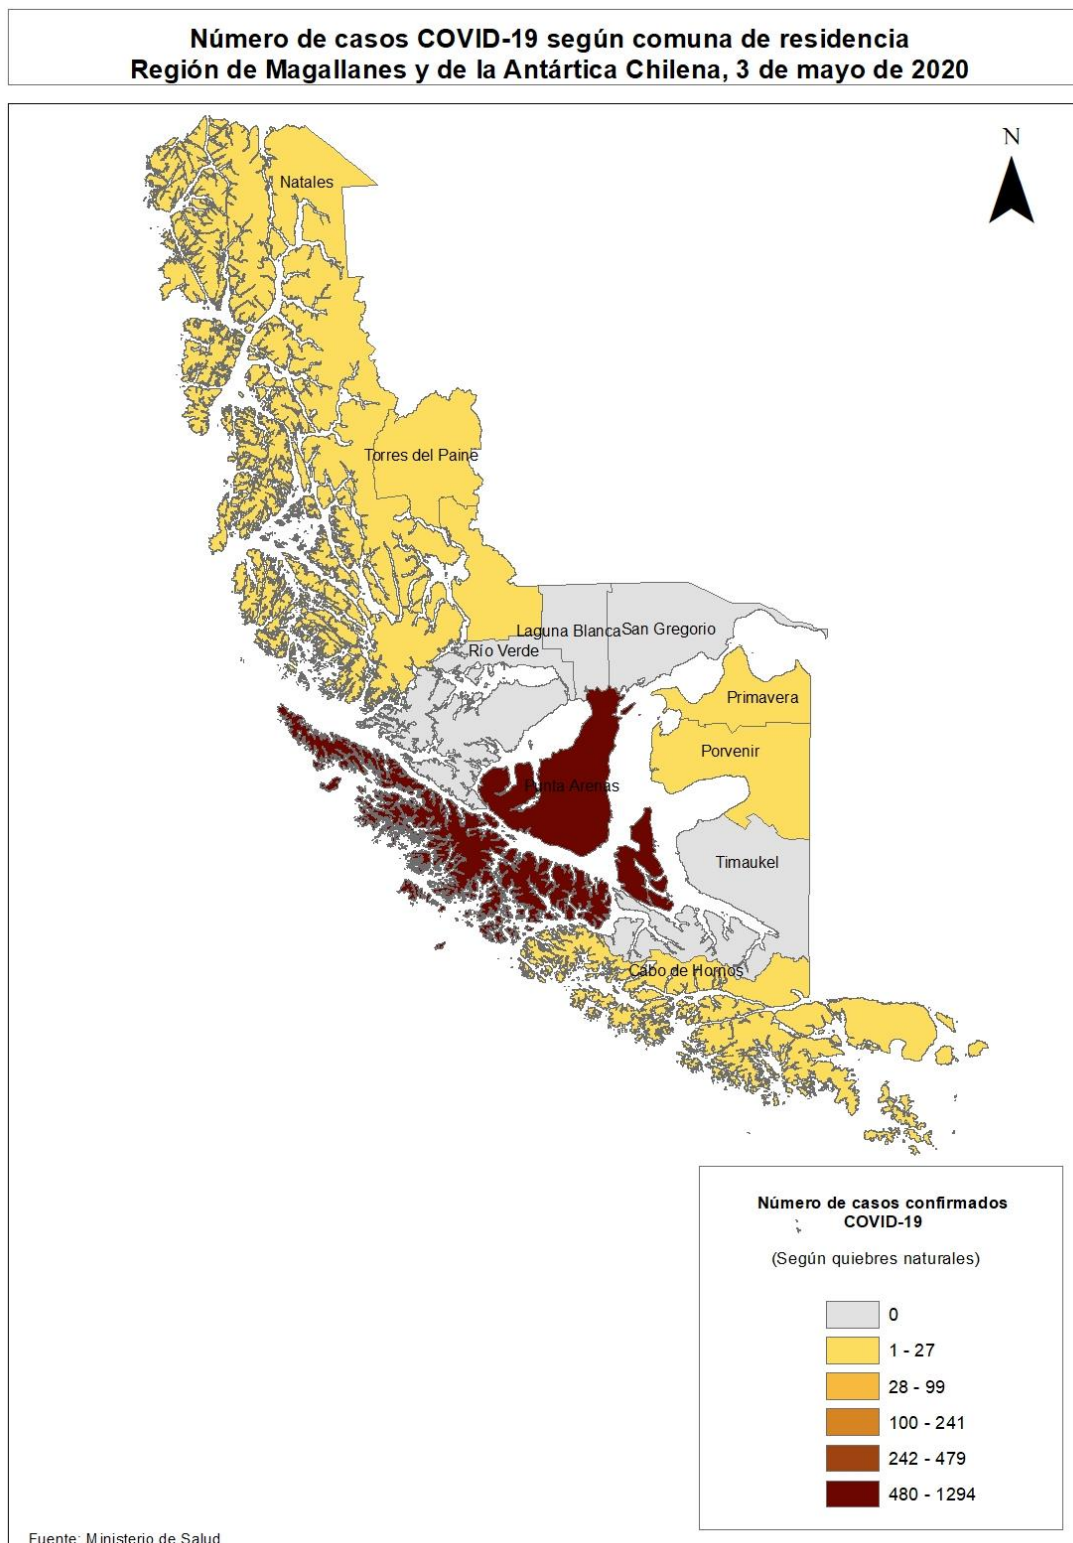 Número de casos COVID-19 según comuna de residencia
Región de Magallanes y de la Antártica Chilena, 3 de mayo de 2020
N
Natales
Torres del Paine
Laguna Blanca
San Gregorio
Río Verde
Primavera
Porvenir
Punta Arenas
Timaukel
Cabo de Hornos
Número de casos confirmados
COVID-19
(Según quiebres naturales)
0
1 - 27
28 - 99
100 - 241
242 - 479
480 - 1294
Fuente: Ministerio de Salud